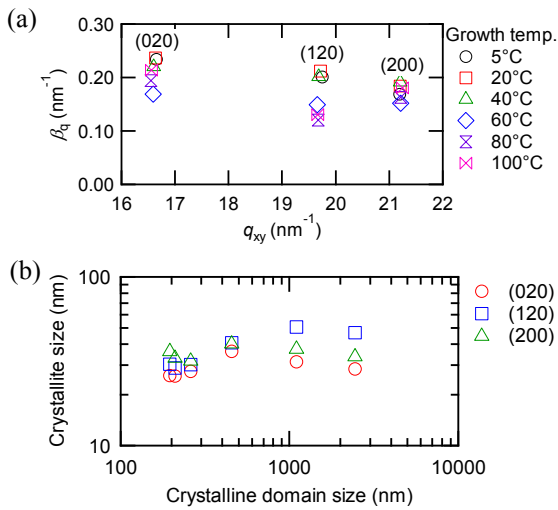 (a)
0.30
0.20
0.10
0.00
βq (nm⁻¹)
(020)
(120)
(200)
16
17
18
19
20
21
22
qxy (nm⁻¹)
Growth temp.
5°C
20°C
40°C
60°C
80°C
100°C
(b)
100
10
Crystallite size (nm)
100
1000
10000
Crystalline domain size (nm)
(020)
(120)
(200)